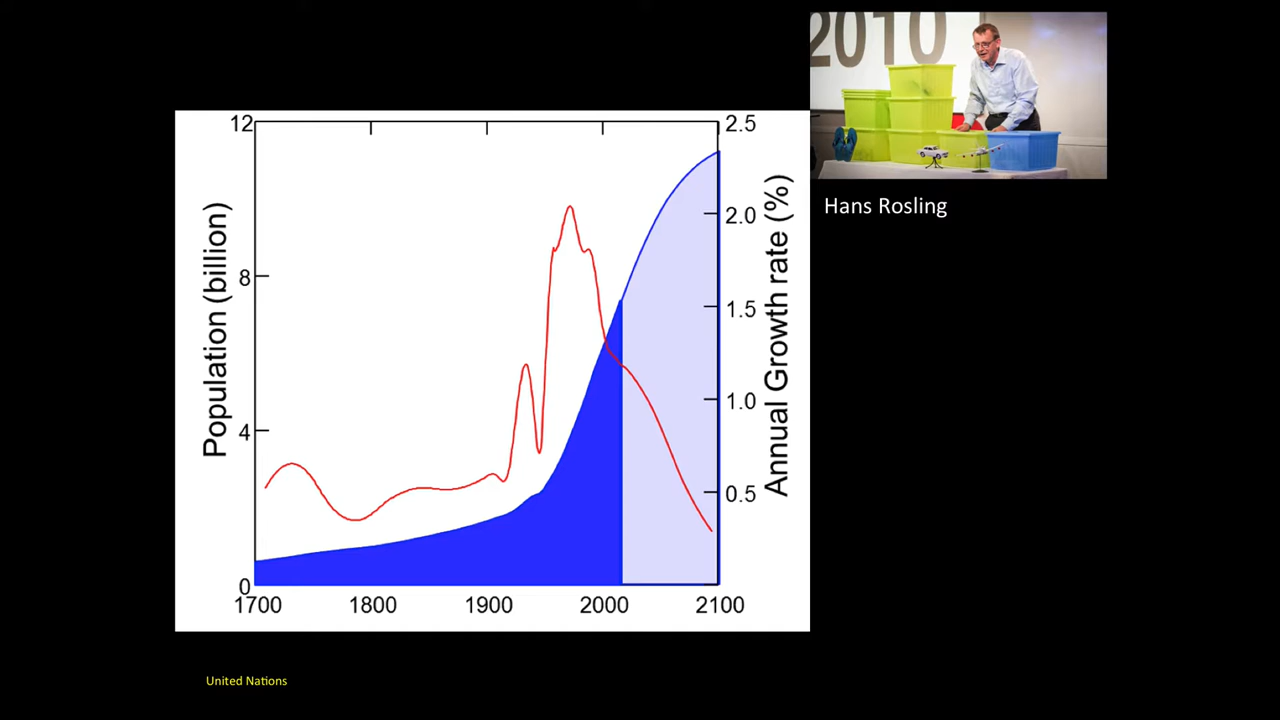 2010
12
8
4
0
Population (billion)
1700 1800 1900 2000 2100
2.5
2.0
1.5
1.0
0.5
Annual Growth rate (%)
Hans Rosling
United Nations